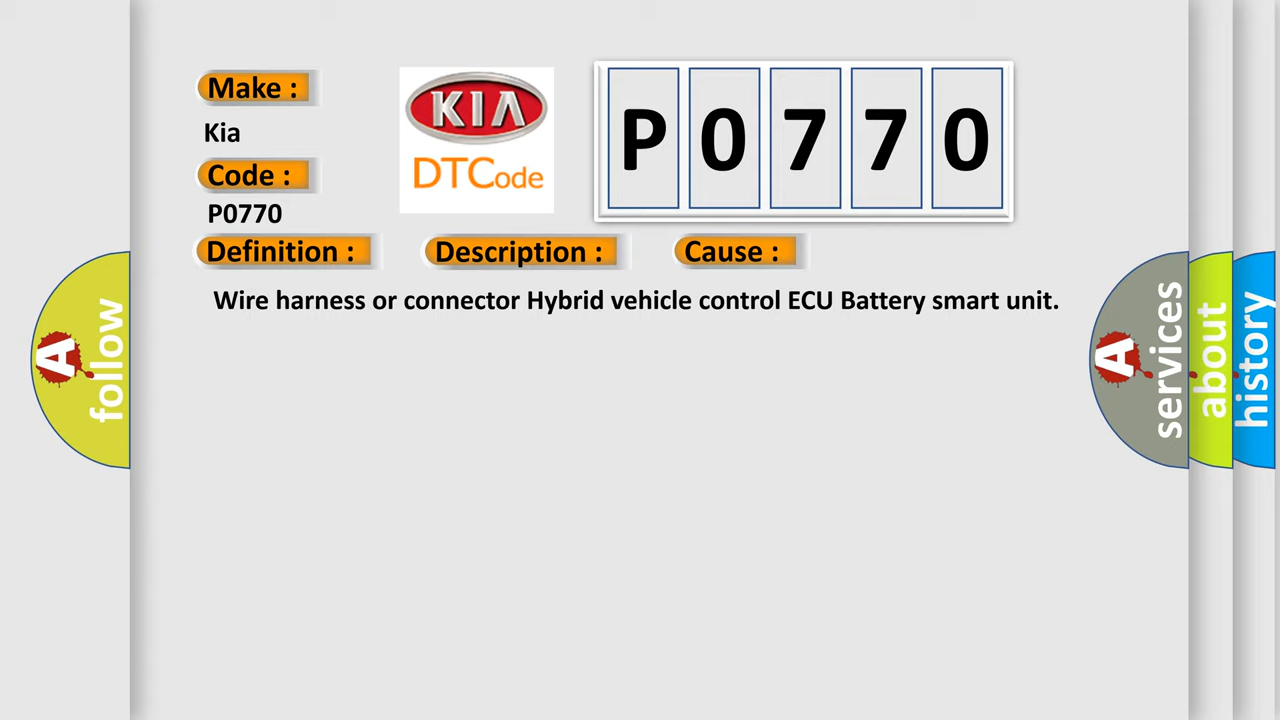 Make :
Kia
Code :
P0770
KIA
DTCode
P0770
Definition :
Description :
Cause :
Wire harness or connector Hybrid vehicle control ECU Battery smart unit.
A follow
A services
about
history